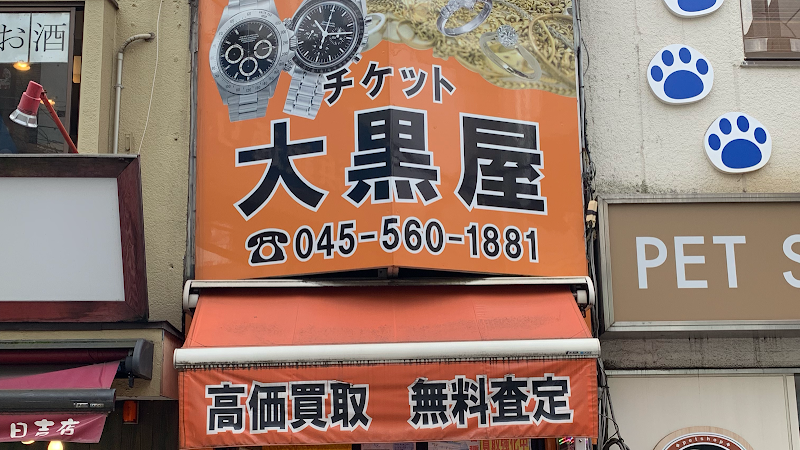 お酒
チケット
大黒屋
☎045-560-1881
高価買取 無料査定
PET S
日吉店